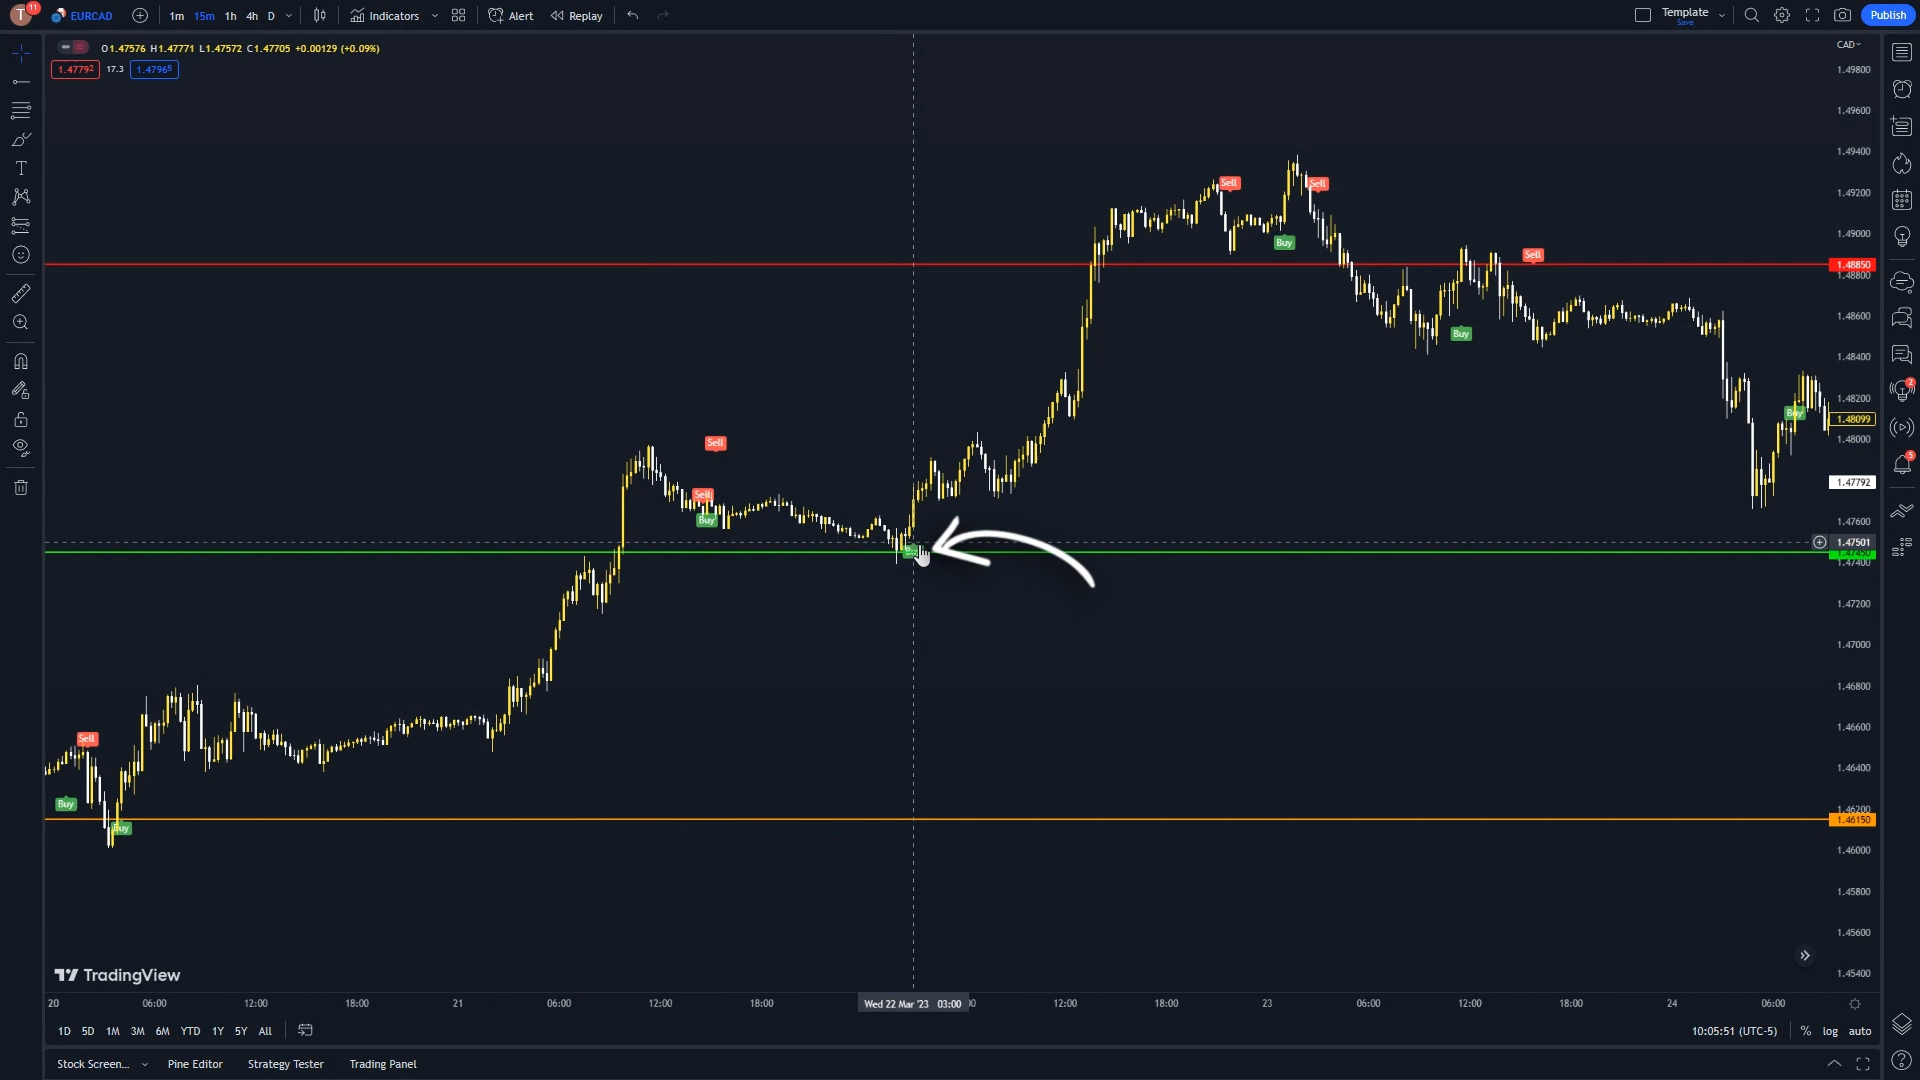 T 11 EURCAD 1m 15m 1h 4h D Indicators Alert Replay Template Save Publish
O1.47576 H1.47771 L1.47572 C1.47705 +0.00129 (+0.09%)
1.47792 17.3 1.47965
CAD
1.49800
1.49600
1.49400
Sell Sell 1.49200
1.49000
Buy
Sell
1.48850
1.48800
1.48600
Buy
1.48400
2
1.48200
Buy
1.48099
1.48000
Sell
5
1.47792
Sell
Buy 1.47600
1.47501
1.47450
1.47400
1.47200
1.47000
1.46800
1.46600
Sell
1.46400
Buy
1.46200
1.46150
Buy
1.46000
1.45800
1.45600
TradingView
1.45400
20 06:00 12:00 18:00 21 06:00 12:00 18:00 Wed 22 Mar '23 03:00 12:00 18:00 23 06:00 12:00 18:00 24 06:00
1D 5D 1M 3M 6M YTD 1Y 5Y All 10:05:51 (UTC-5) % log auto
Stock Screen... Pine Editor Strategy Tester Trading Panel